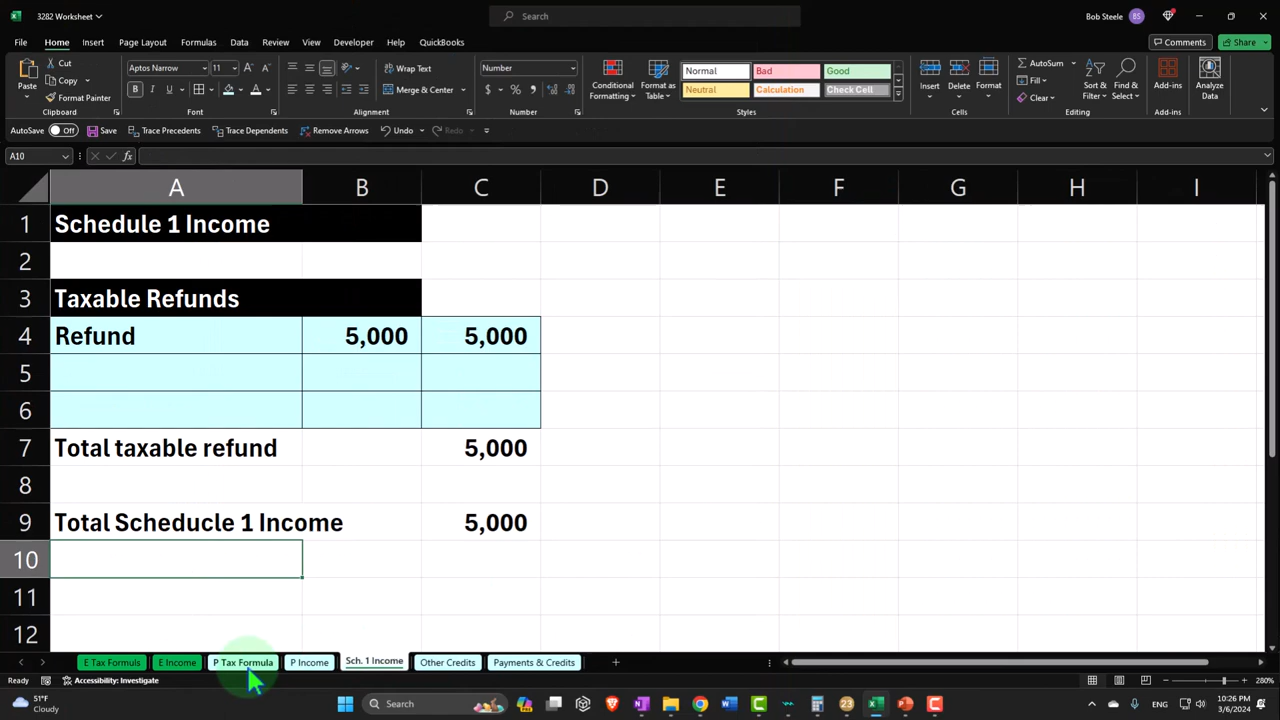 3282 Worksheet
Search
Bob Steele
BS
File
Home
Insert
Page Layout
Formulas
Data
Review
View
Developer
Help
QuickBooks
Comments
Share
Paste
Cut
Copy
Format Painter
Clipboard
Aptos Narrow
11
Font
Wrap Text
Merge & Center
Alignment
Number
Number
Conditional Formatting
Format as Table
Normal
Bad
Good
Neutral
Calculation
Check Cell
Styles
Insert
Delete
Format
Cells
AutoSum
Fill
Clear
Sort & Filter
Find & Select
Editing
Add-ins
Add-ins
Analyze Data
AutoSave
Off
Save
Trace Precedents
Trace Dependents
Remove Arrows
Undo
Redo
A10
fx
A B C D E F G H I
1 Schedule 1 Income
2
3 Taxable Refunds
4 Refund 5,000 5,000
5
6
7 Total taxable refund 5,000
8
9 Total Scheducle 1 Income 5,000
10
11
12
E Tax Formuls
E Income
P Tax Formula
P Income
Sch. 1 Income
Other Credits
Payments & Credits
Ready
Accessibility: Investigate
280%
51°F
Cloudy
Search
23
10:26 PM
3/6/2024